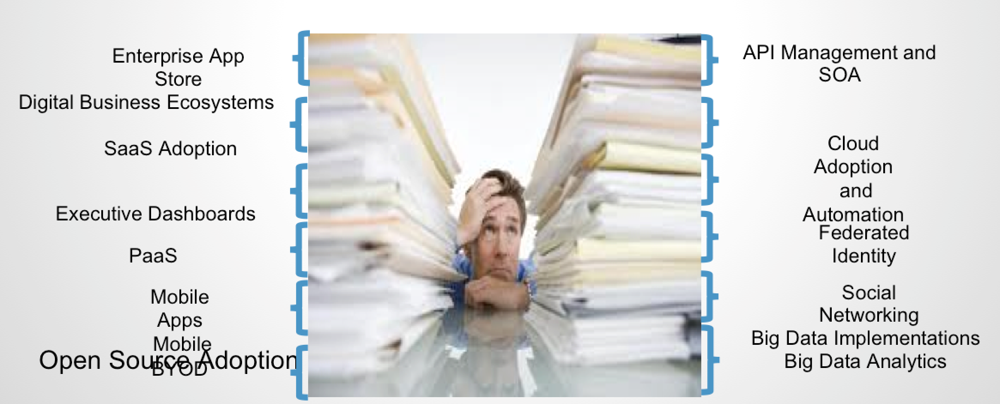 Enterprise App
Store
Digital Business Ecosystems
SaaS Adoption
Executive Dashboards
PaaS
Mobile
Apps
Mobile
BYOD
Open Source Adoption
API Management and
SOA
Cloud
Adoption
and
Automation
Federated
Identity
Social
Networking
Big Data Implementations
Big Data Analytics